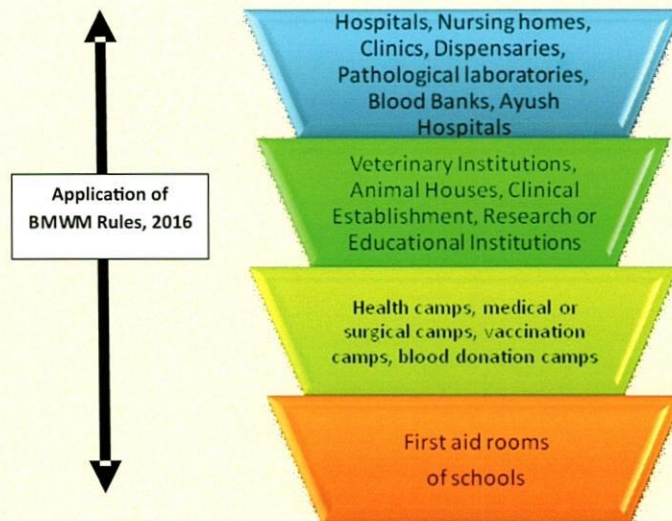 Hospitals, Nursing homes,
Clinics, Dispensaries,
Pathological laboratories,
Blood Banks, Ayush
Hospitals
Veterinary Institutions,
Animal Houses, Clinical
Establishment, Research or
Educational Institutions
Application of
BMWM Rules, 2016
Health camps, medical or
surgical camps, vaccination
camps, blood donation camps
First aid rooms
of schools